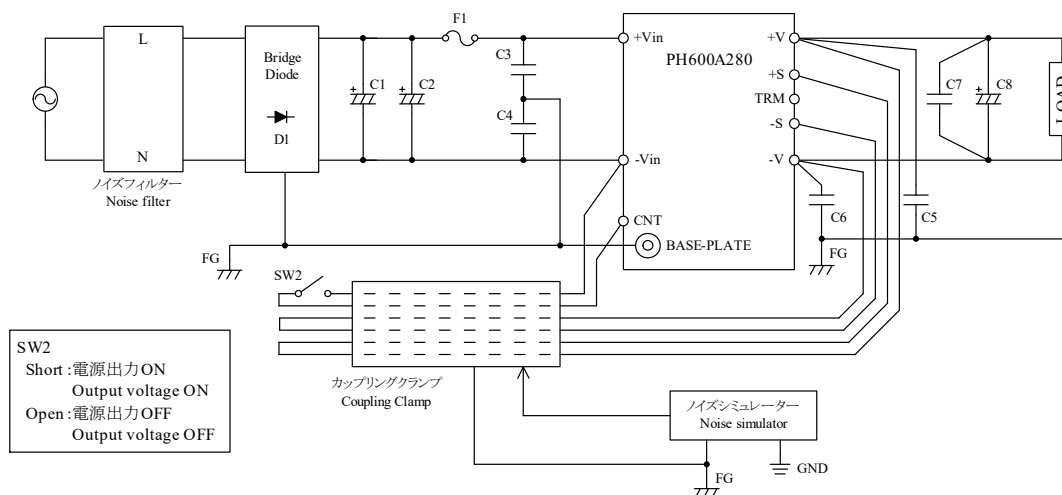 F1
L
N
ノイズフィルター
Noise filter
Bridge
Diode
D1
+
C1
+
C2
C3
C4
+Vin
-Vin
CNT
PH600A280
+V
+S
TRM
-S
-V
BASE-PLATE
C7
+
C8
LOAD
C6
C5
FG
FG
SW2
カップリングクランプ
Coupling Clamp
ノイズシミュレーター
Noise simulator
FG
GND
SW2
Short :電源出力ON
Output voltage ON
Open :電源出力OFF
Output voltage OFF